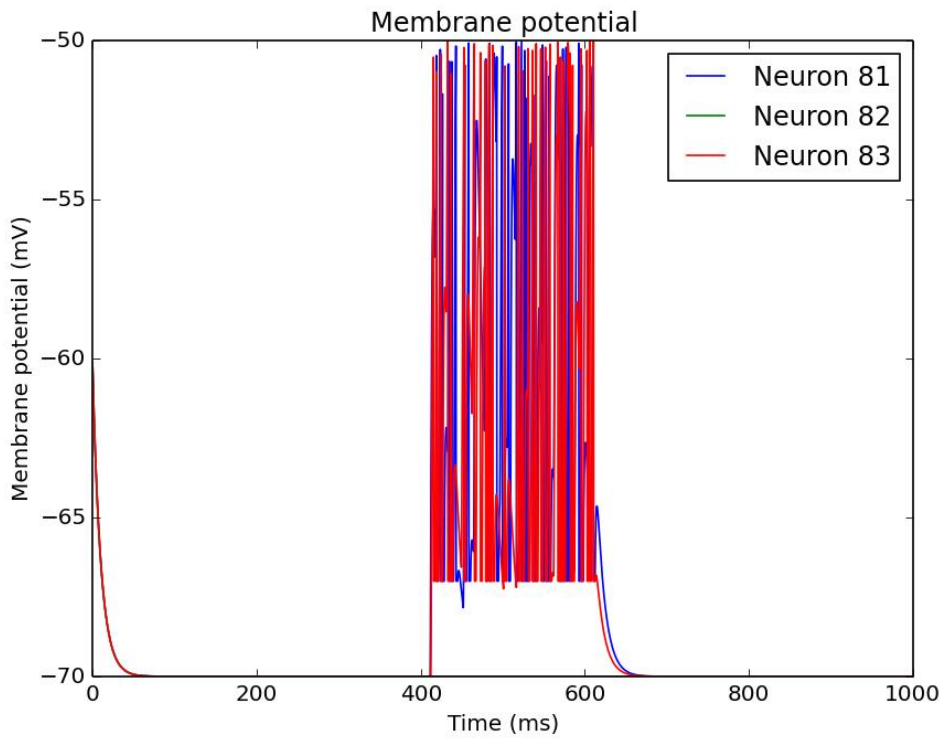 Membrane potential
Neuron 81
Neuron 82
Neuron 83
−50
−55
−60
−65
−70
Membrane potential (mV)
0
200
400
600
800
1000
Time (ms)